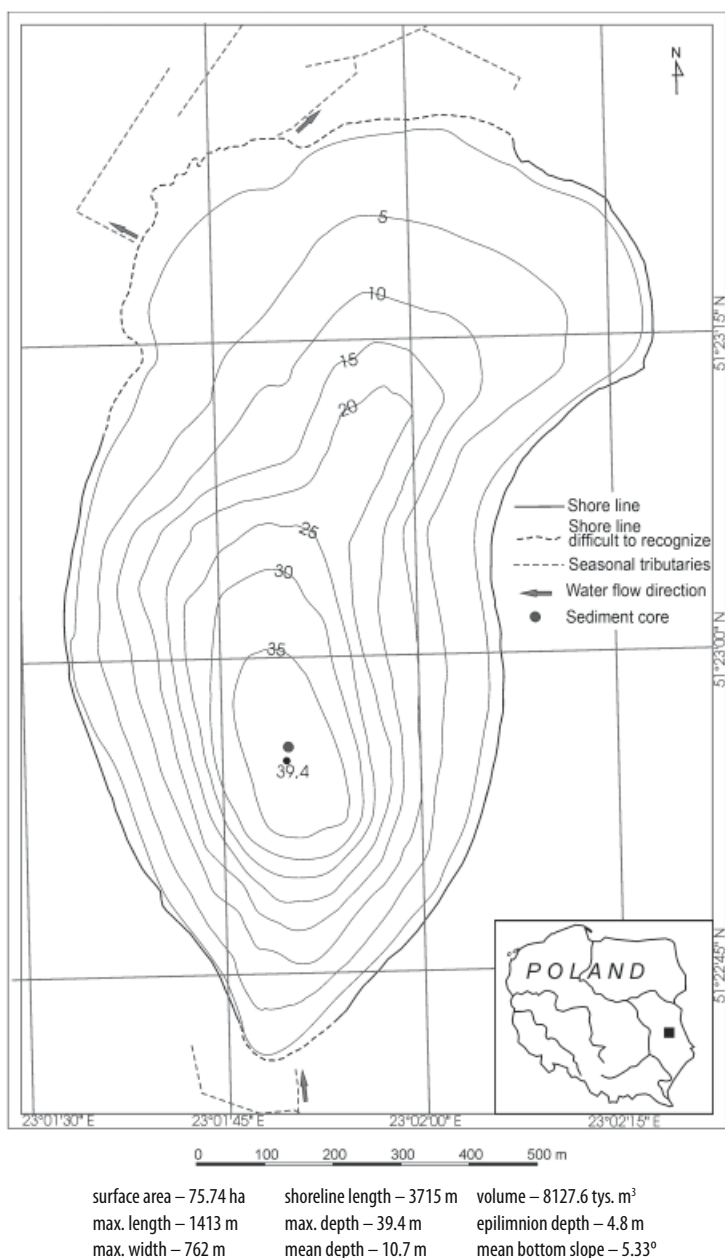 N
5
10
15
20
25
30
35
39.4
51°23'15" N
51°23'00" N
51°22'45" N
Shore line
Shore line
difficult to recognize
Seasonal tributaries
Water flow direction
Sediment core
POLAND
23°01'30" E 23°01'45" E 23°02'00" E 23°02'15" E
0 100 200 300 400 500 m
surface area – 75.74 ha shoreline length – 3715 m volume – 8127.6 tys. m³
max. length – 1413 m max. depth – 39.4 m epilimnion depth – 4.8 m
max. width – 762 m mean depth – 10.7 m mean bottom slope – 5.33º